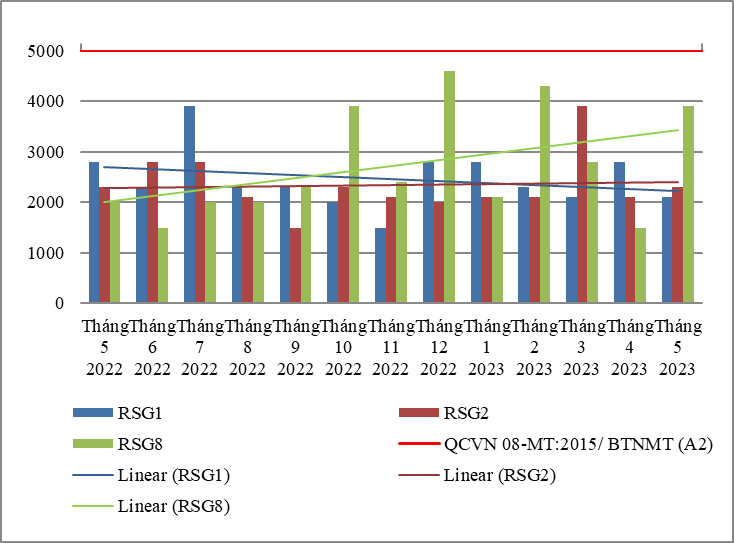 5000
4000
3000
2000
1000
0
Tháng Tháng Tháng Tháng Tháng Tháng Tháng Tháng Tháng Tháng Tháng Tháng Tháng
5 6 7 8 9 10 11 12 1 2 3 4 5
2022 2022 2022 2022 2022 2022 2022 2022 2023 2023 2023 2023 2023
RSG1 RSG2
RSG8 QCVN 08-MT:2015/ BTNMT (A2)
Linear (RSG1) Linear (RSG2)
Linear (RSG8)